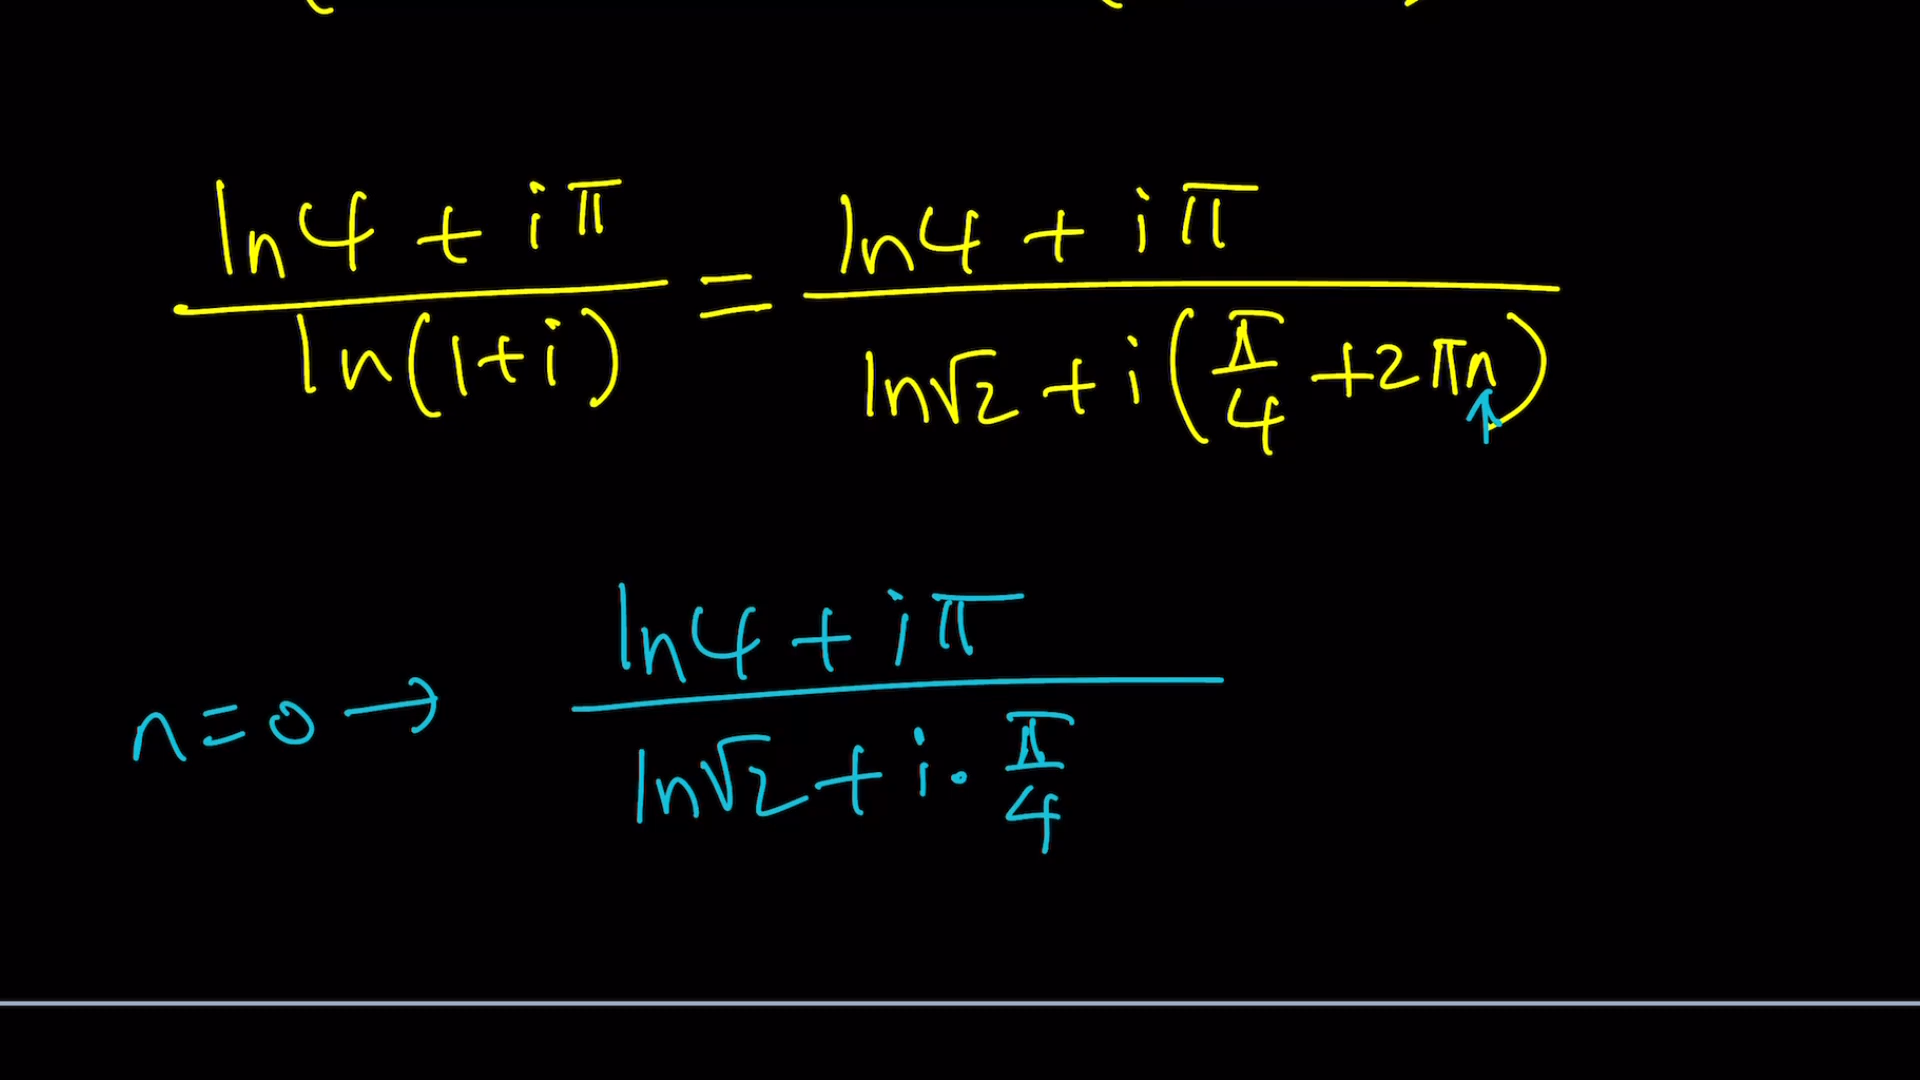 ln4 + iπ / ln(1+i) = ln4 + iπ / ln√2 + i(π/4 + 2πn)
n=0 → ln4 + iπ / ln√2 + i·π/4